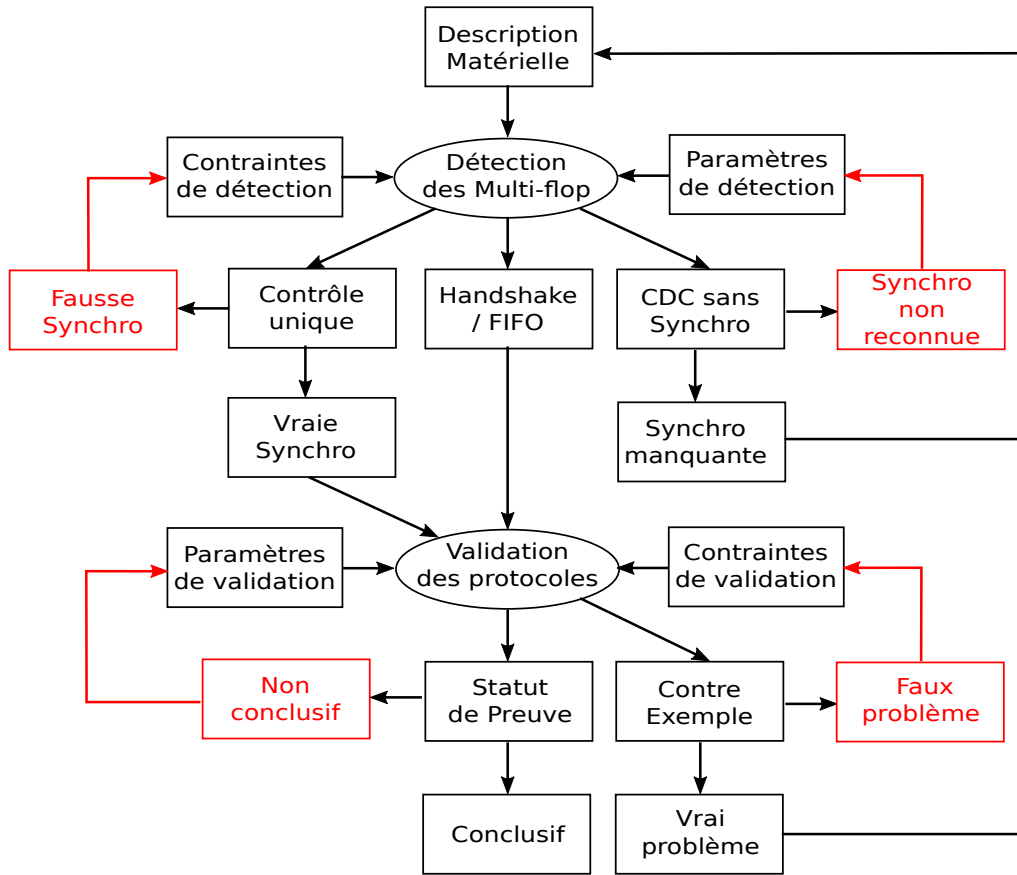 Description
Matérielle
Contraintes
de détection
Détection
des Multi-flop
Paramètres
de détection
Fausse
Synchro
Contrôle
unique
Handshake
/ FIFO
CDC sans
Synchro
Synchro
non
reconnue
Vraie
Synchro
Synchro
manquante
Paramètres
de validation
Validation
des protocoles
Contraintes
de validation
Non
conclusif
Statut
de Preuve
Contre
Exemple
Faux
problème
Conclusif
Vrai
problème